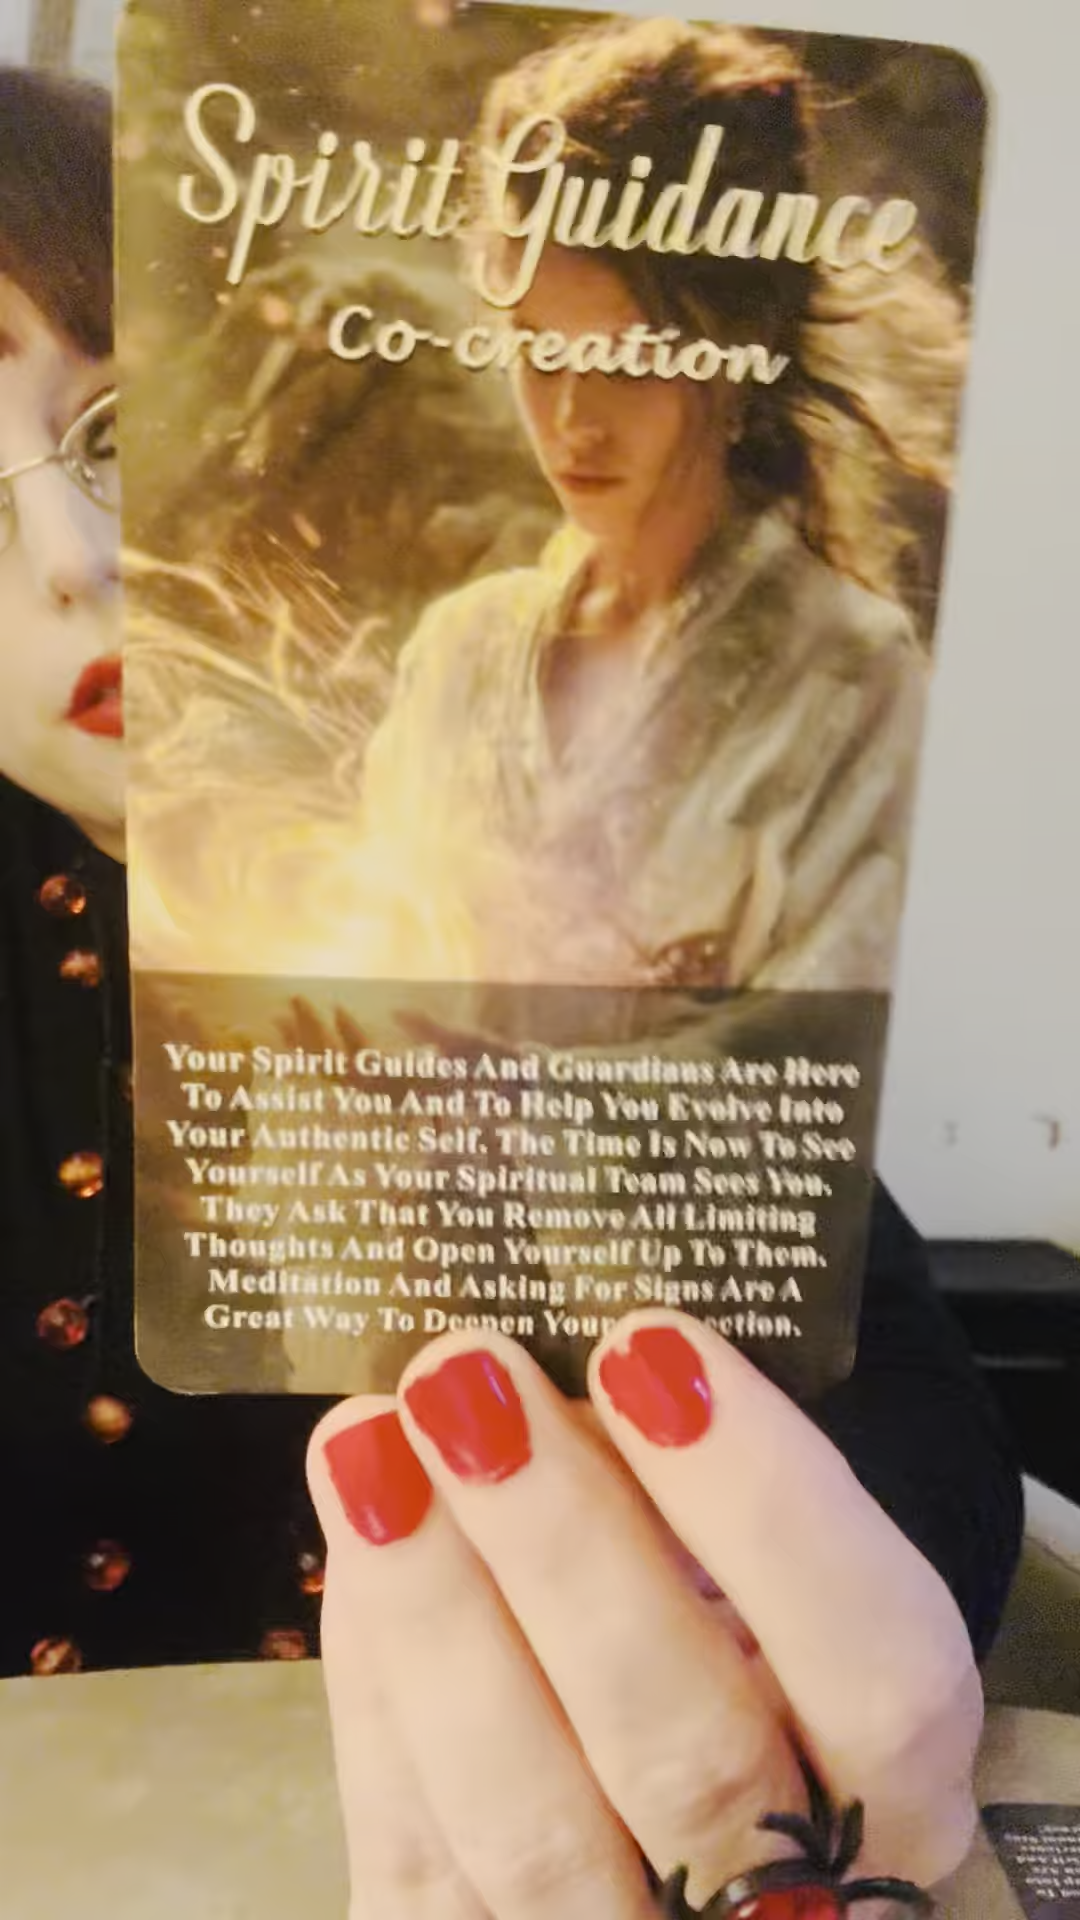 Spirit Guidance
Co-creation
Your Spirit Guides And Guardians Are Here
To Assist You And To Help You Evolve Into
Your Authentic Self. The Time Is Now To See
Yourself As Your Spiritual Team Sees You.
They Ask That You Remove All Limiting
Thoughts And Open Yourself Up To Them.
Meditation And Asking For Signs Are A
Great Way To Deepen Your